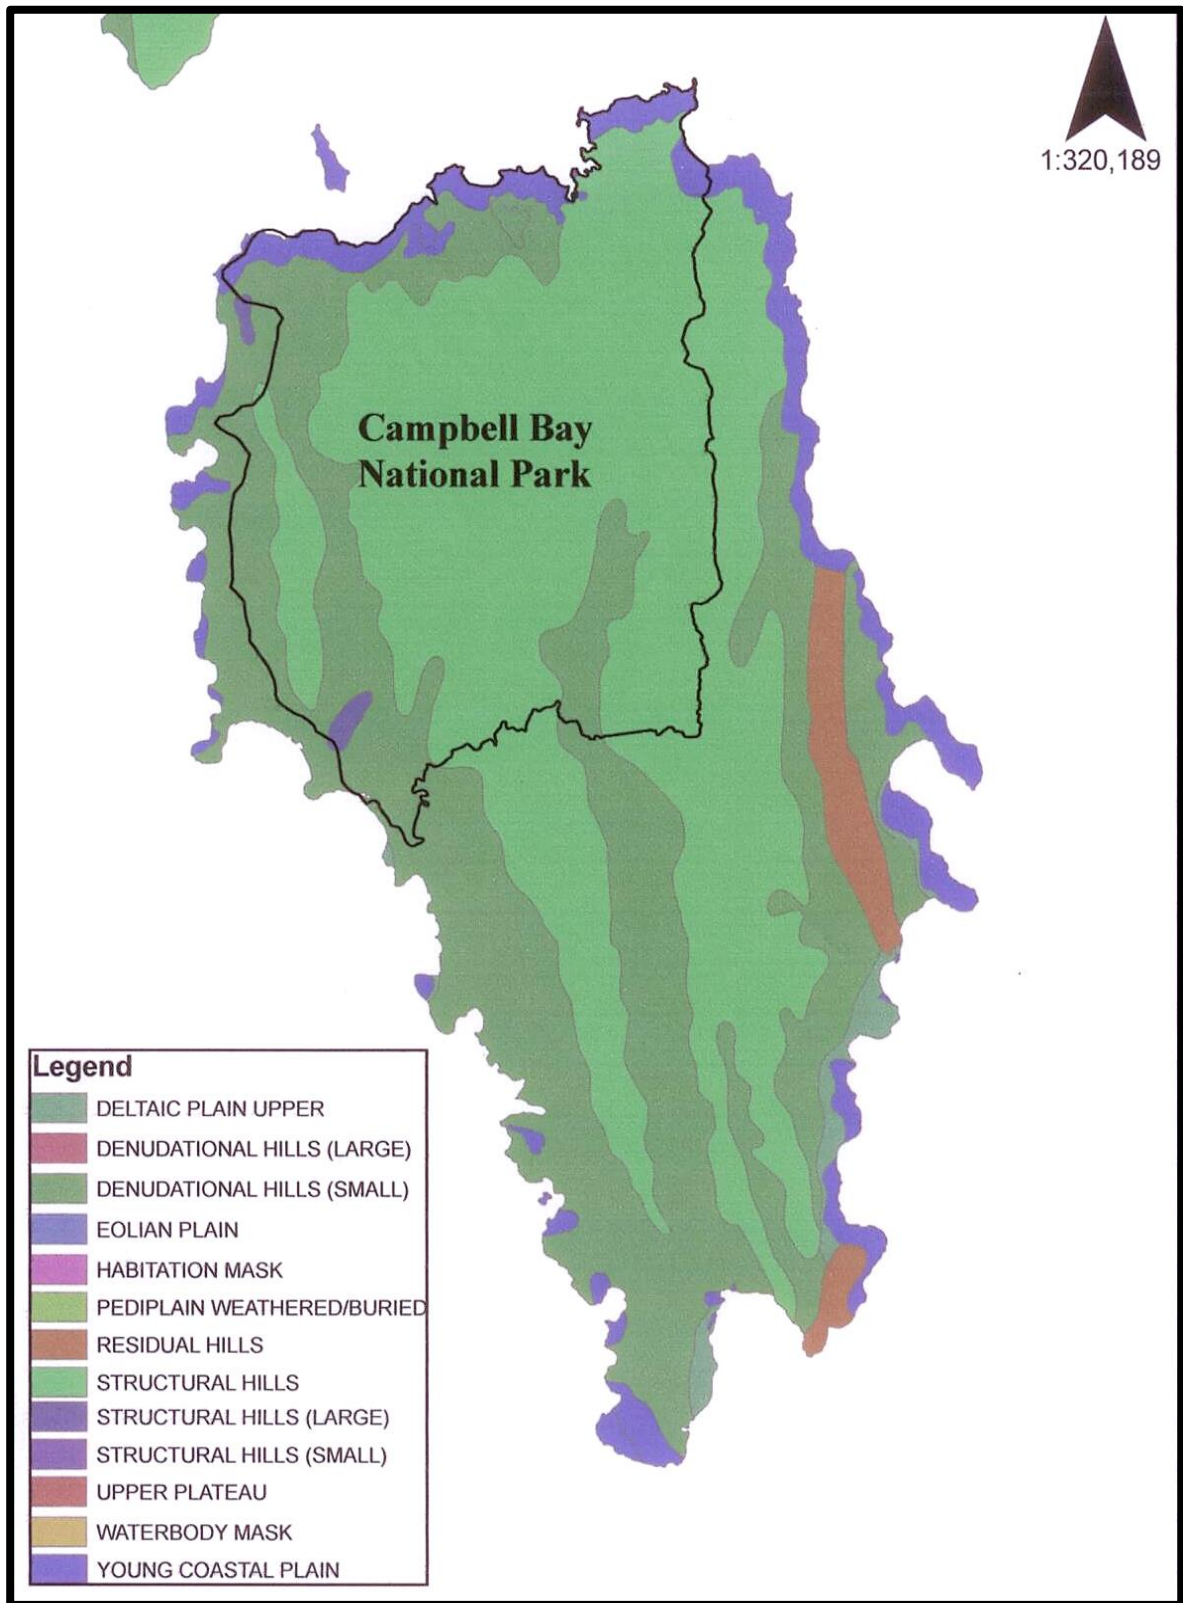 1:320,189
Campbell Bay
National Park
Legend
DELTAIC PLAIN UPPER
DENUDATIONAL HILLS (LARGE)
DENUDATIONAL HILLS (SMALL)
EOLIAN PLAIN
HABITATION MASK
PEDIPLAIN WEATHERED/BURIED
RESIDUAL HILLS
STRUCTURAL HILLS
STRUCTURAL HILLS (LARGE)
STRUCTURAL HILLS (SMALL)
UPPER PLATEAU
WATERBODY MASK
YOUNG COASTAL PLAIN